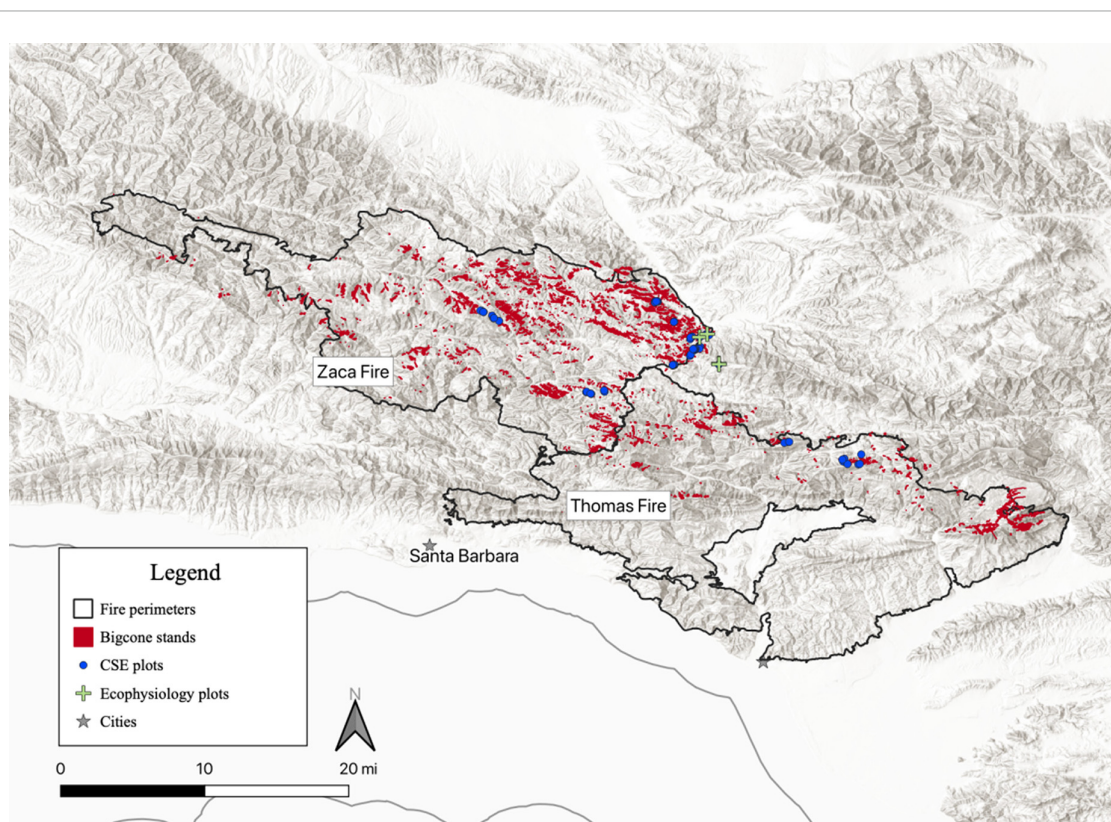 Zaca Fire
Thomas Fire
Santa Barbara
Legend
Fire perimeters
Bigcone stands
CSE plots
Ecophysiology plots
Cities
N
0 10 20 mi